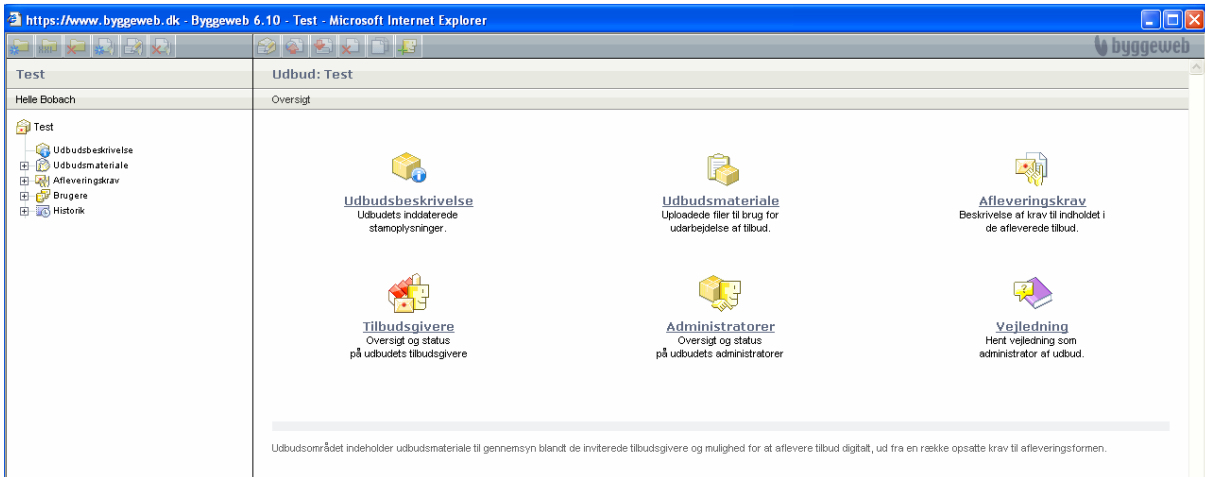 https://www.byggeweb.dk - Byggeweb 6.10 - Test - Microsoft Internet Explorer
byggeweb
Test
Udbud: Test
Helle Bobach
Oversigt
Test
Udbudsbeskrivelse
Udbudsmateriale
Afleveringskrav
Brugere
Historik
Udbudsbeskrivelse
Udbudets inddaterede
stamoplysninger.
Udbudsmateriale
Uploadede filer til brug for
udarbejdelse af tilbud.
Afleveringskrav
Beskrivelse af krav til indholdet i
de afleverede tilbud.
Tilbudsgivere
Oversigt og status
på udbudets tilbudsgivere
Administratorer
Oversigt og status
på udbudets administratorer
Vejledning
Hent vejledning som
administrator af udbud.
Udbudsområdet indeholder udbudsmateriale til gennemsyn blandt de inviterede tilbudsgivere og mulighed for at aflevere tilbud digitalt, ud fra en række opsatte krav til afleveringsformen.